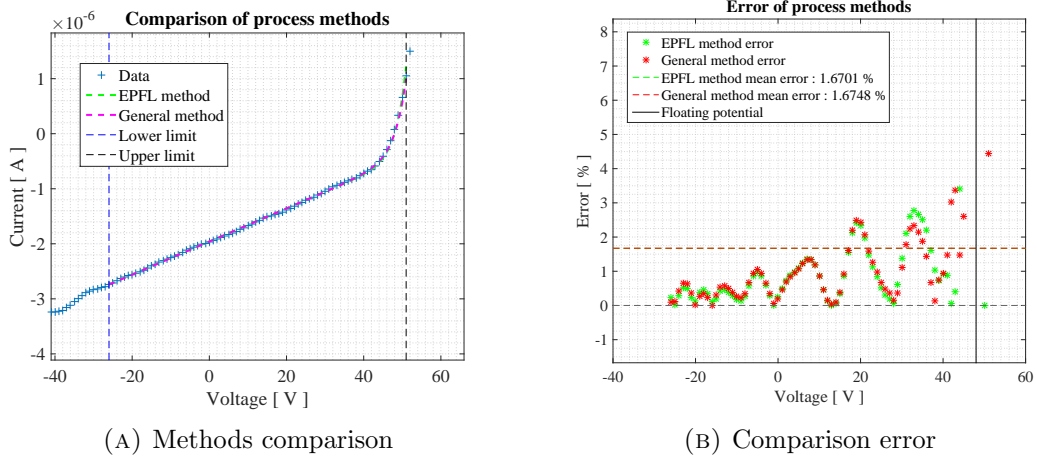 Comparison of process methods
×10⁻⁶
1
0
-1
-2
-3
-4
Current [ A ]
Data
EPFL method
General method
Lower limit
Upper limit
-40
-20
0
20
40
60
Voltage [ V ]
(A) Methods comparison
Error of process methods
8
7
6
5
4
3
2
1
0
-1
Error [ % ]
EPFL method error
General method error
EPFL method mean error : 1.6701 %
General method mean error : 1.6748 %
Floating potential
-40
-20
0
20
40
60
Voltage [ V ]
(B) Comparison error